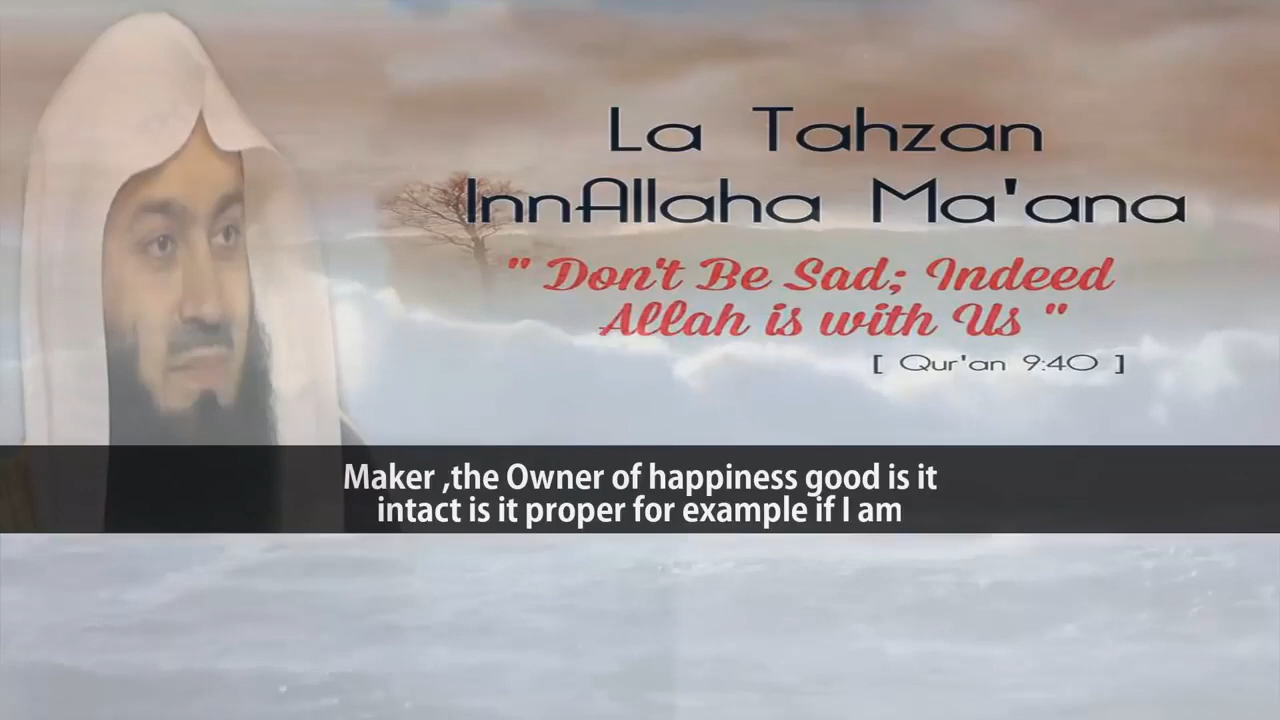 La Tahzan
InnAllaha Ma'ana
" Don't Be Sad; Indeed
Allah is with Us "
[ Qur'an 9:40 ]
Maker ,the Owner of happiness good is it
intact is it proper for example if I am